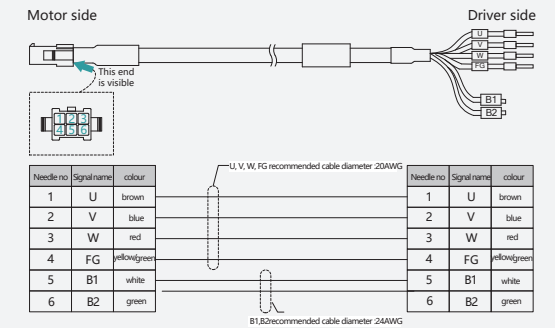 Motor side
Driver side
U
V
W
FG
This end
is visible
B1
B2
1 2 3
4 5 6
U, V, W, FG recommended cable diameter:20AWG
Needle no Signal name colour
Needle no Signal name colour
1 U brown
1 U brown
2 V blue
2 V blue
3 W red
3 W red
4 FG yellow/green
4 FG yellow/green
5 B1 white
5 B1 white
6 B2 green
6 B2 green
B1,B2recommended cable diameter:24AWG